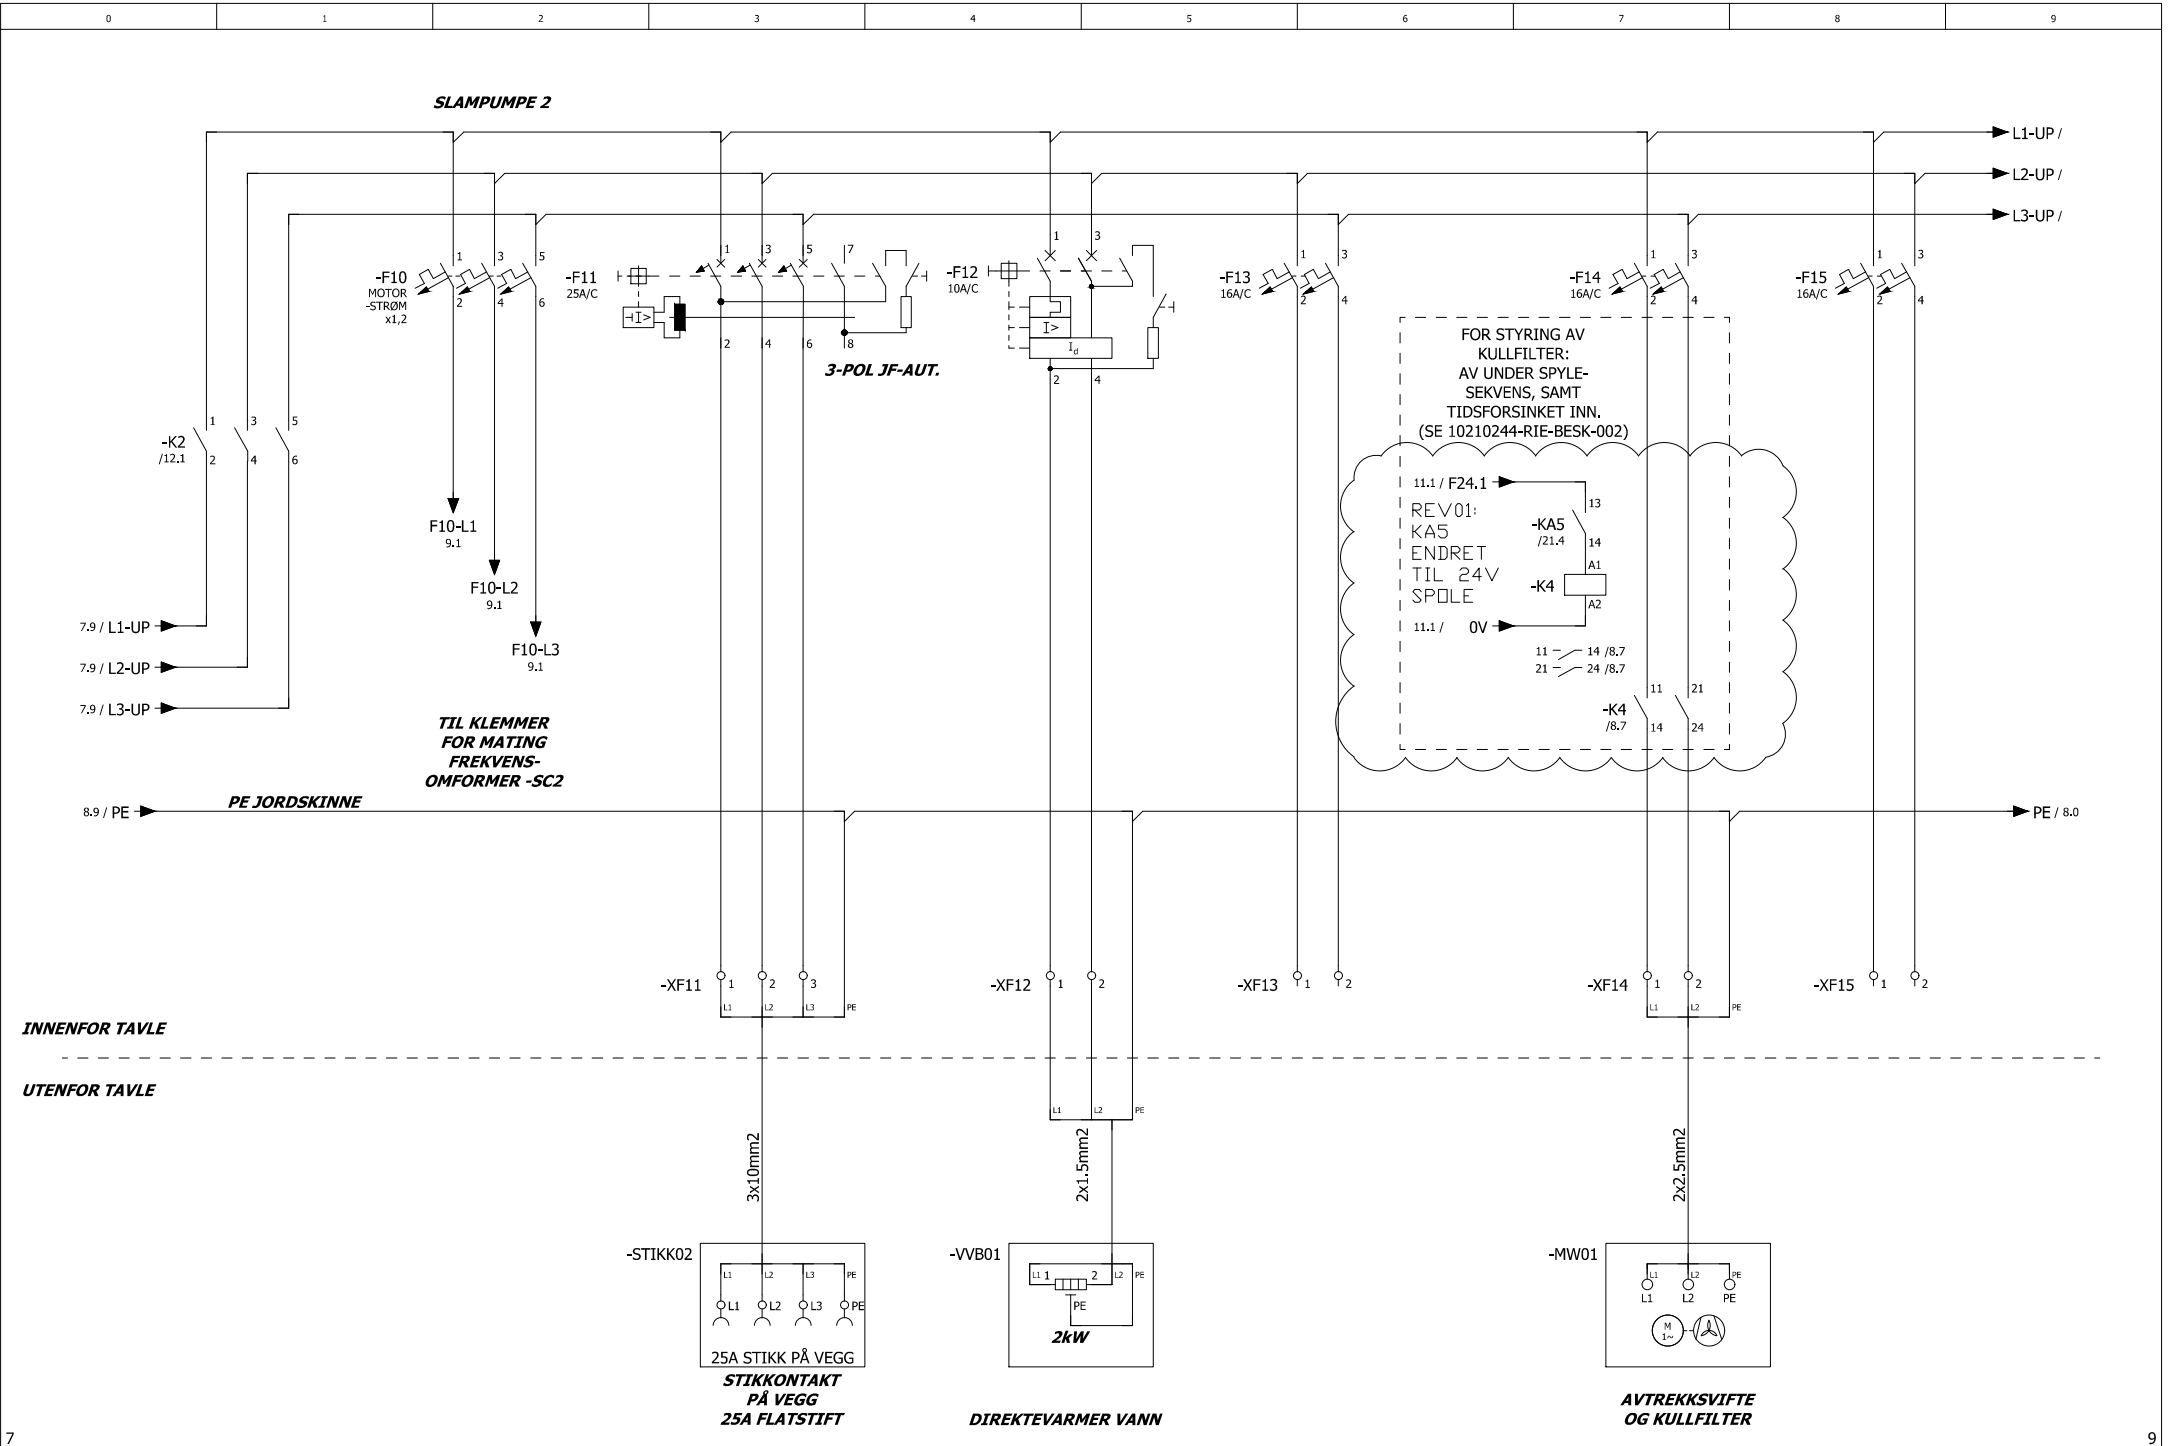 0 1 2 3 4 5 6 7 8 9
SLAMPUMPE 2
L1-UP /
L2-UP /
L3-UP /
-F10
MOTOR
-STRØM
x1,2
1 3 5
2 4 6
-F11
25A/C
1 3 5 7
I>
2 4 6 8
3-POL JF-AUT.
-F12
10A/C
1 3
I>
Id
2 4
-F13
16A/C
1 3
2 4
-F14
16A/C
1 3
2 4
-F15
16A/C
1 3
2 4
FOR STYRING AV
KULLFILTER:
AV UNDER SPYLE-
SEKVENS, SAMT
TIDSFORSINKET INN.
(SE 10210244-RIE-BESK-002)
-K2
/12.1
1 3 5
2 4 6
11.1 / F24.1
REV01:
KA5
ENDRET
TIL 24V
SPOLE
13
-KA5
/21.4
14
A1
-K4
A2
11.1 / 0V
11 14 /8.7
21 24 /8.7
11 21
-K4
/8.7
14 24
F10-L1
9.1
F10-L2
9.1
F10-L3
9.1
7.9 / L1-UP
7.9 / L2-UP
7.9 / L3-UP
TIL KLEMMER
FOR MATING
FREKVENS-
OMFORMER -SC2
PE JORDSKINNE
8.9 / PE
PE / 8.0
-XF11 1 2 3
L1 L2 L3 PE
-XF12 1 2
-XF13 1 2
-XF14 1 2
L1 L2 PE
-XF15 1 2
INNENFOR TAVLE
UTENFOR TAVLE
L1 L2 PE
3x10mm2
2x1.5mm2
2x2.5mm2
-STIKK02
L1 L2 L3 PE
L1 L2 L3 PE
25A STIKK PÅ VEGG
STIKKONTAKT
PÅ VEGG
25A FLATSTIFT
-VVB01
L1 1 2 L2 PE
PE
2kW
DIREKTEVARMER VANN
-MW01
L1 L2 PE
L1 L2 PE
M
1~
AVTREKKSVIFTE
OG KULLFILTER
7
9